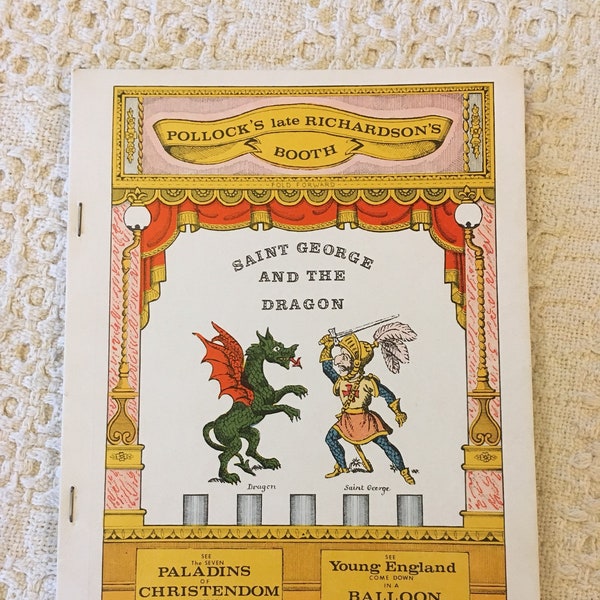 POLLOCK'S late RICHARDSON'S
BOOTH
FOLD FORWARD
SAINT GEORGE
AND THE
DRAGON
Dragon
Saint George
SEE
The SEVEN
PALADINS
OF
CHRISTENDOM
SEE
Young England
COME DOWN
IN A
BALLOON